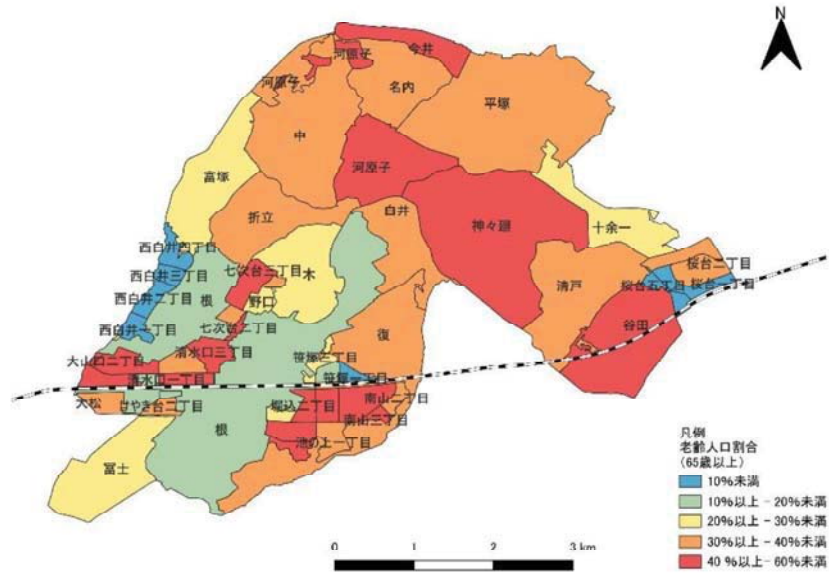 N
河原子
今井
河原子
名内
平塚
中
河原子
富塚
折立
白井
神々廻
十余一
西白井四丁目
七次台三丁目
木
清戸
桜台二丁目
西白井三丁目
桜台五丁目
桜台一丁目
西白井二丁目
根
野口
西白井一丁目
七次台二丁目
復
谷田
大山口二丁目
清水口三丁目
笹塚三丁目
清水口一丁目
笹塚一丁目
大松
けやき台二丁目
堀込二丁目
南山二丁目
根
南山三丁目
池の上一丁目
冨士
凡例
老齢人口割合
(65歳以上)
10%未満
10%以上 - 20%未満
20%以上 - 30%未満
30%以上 - 40%未満
40 %以上- 60%未満
0 1 2 3 km